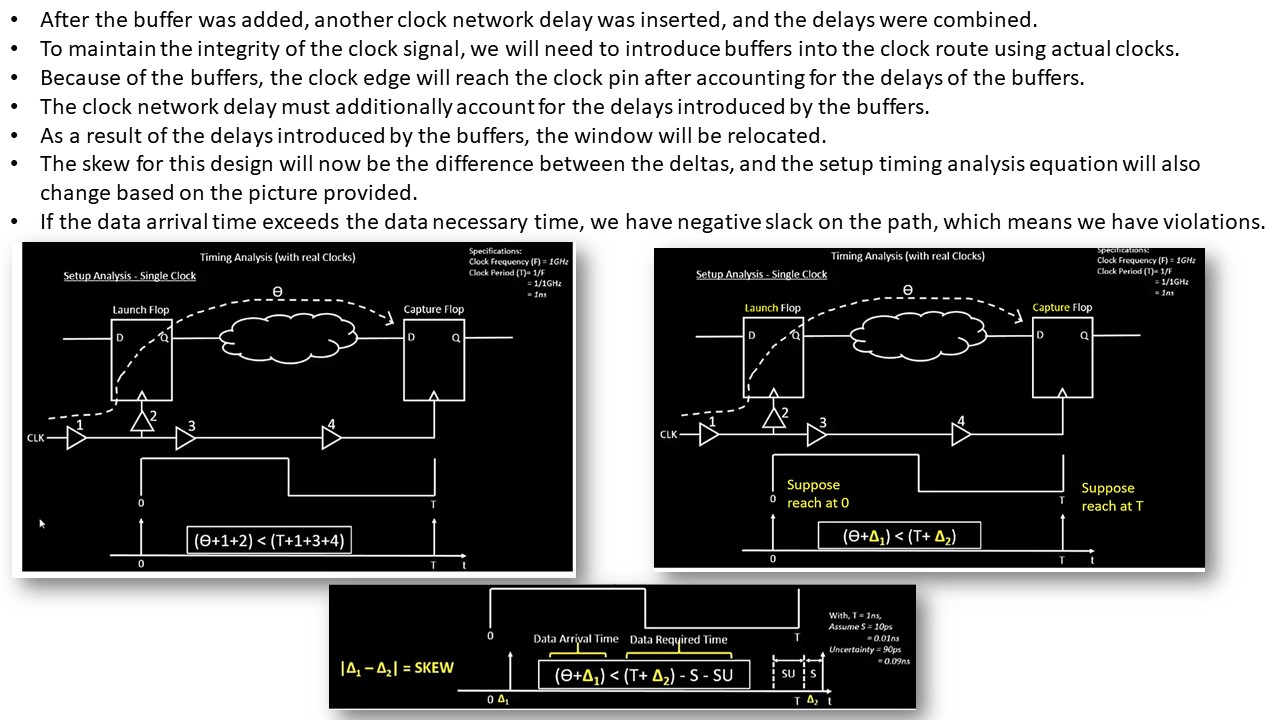 • After the buffer was added, another clock network delay was inserted, and the delays were combined.
• To maintain the integrity of the clock signal, we will need to introduce buffers into the clock route using actual clocks.
• Because of the buffers, the clock edge will reach the clock pin after accounting for the delays of the buffers.
• The clock network delay must additionally account for the delays introduced by the buffers.
• As a result of the delays introduced by the buffers, the window will be relocated.
• The skew for this design will now be the difference between the deltas, and the setup timing analysis equation will also
change based on the picture provided.
• If the data arrival time exceeds the data necessary time, we have negative slack on the path, which means we have violations.
Timing Analysis (with real Clocks)
Specifications:
Clock Frequency (F) = 1GHz
Clock Period (T)= 1/F
= 1/1GHz
= 1ns
Setup Analysis - Single Clock
Θ
Launch Flop
Capture Flop
D Q
D Q
CLK 1 2 3 4
0 T
(Θ+1+2) < (T+1+3+4)
0 T t
Timing Analysis (with real Clocks)
Specifications:
Clock Frequency (F) = 1GHz
Clock Period (T)= 1/F
= 1/1GHz
= 1ns
Setup Analysis - Single Clock
Θ
Launch Flop
Capture Flop
D Q
D Q
CLK 1 2 3 4
Suppose
reach at 0
Suppose
reach at T
0 T
(Θ+Δ₁) < (T+ Δ₂)
0 T t
0 T
With, T = 1ns,
Assume S = 10ps
= 0.01ns
Uncertainty = 90ps
= 0.09ns
Data Arrival Time Data Required Time
|Δ₁ – Δ₂| = SKEW
(Θ+Δ₁) < (T+ Δ₂) - S - SU
SU S
0 Δ₁ T Δ₂ t